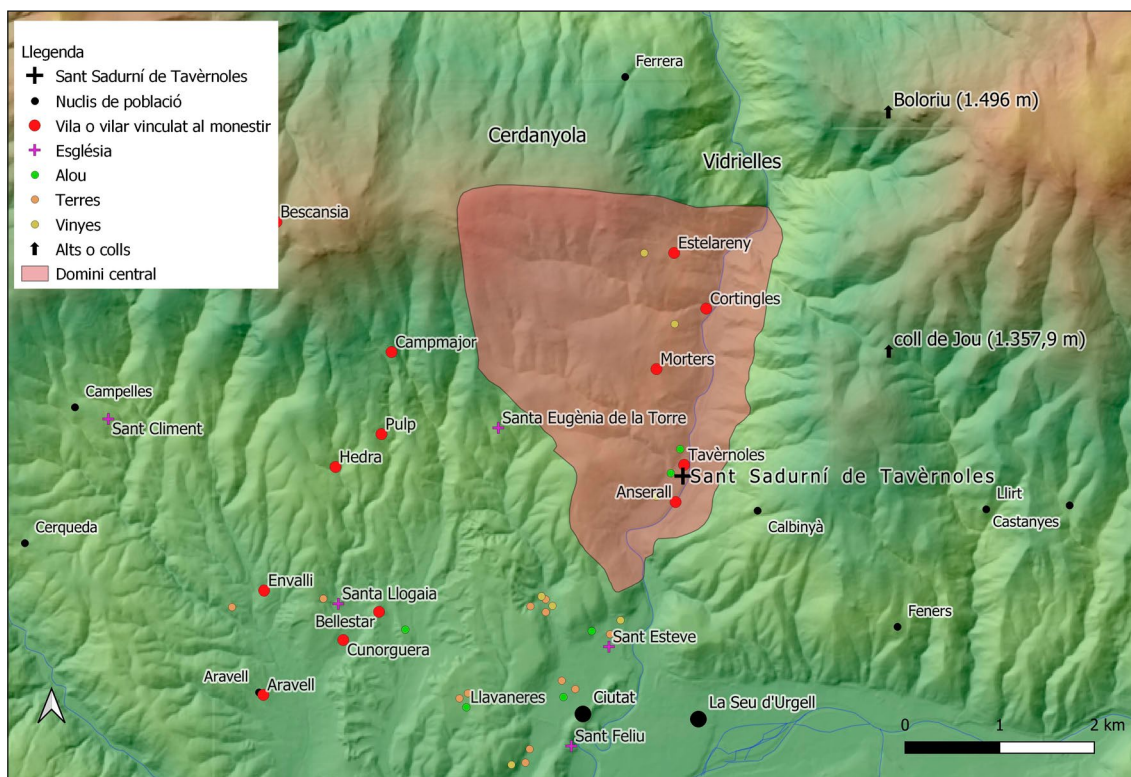 Llegenda
Sant Sadurní de Tavèrnoles
Nuclis de població
Vila o vilar vinculat al monestir
Església
Alou
Terres
Vinyes
Alts o colls
Domini central
Ferrera
Boloriu (1.496 m)
Cerdanyola
Vidrielles
Bescansia
Estelareny
Cortingles
coll de Jou (1.357,9 m)
Campmajor
Morters
Campelles
Sant Climent
Santa Eugènia de la Torre
Pulp
Hedra
Tavèrnoles
Sant Sadurní de Tavèrnoles
Anserall
Llirt
Castanyes
Calbinyà
Cerqueda
Envalli
Santa Llogaia
Bellestar
Cunorguera
Feners
Sant Esteve
Aravell
Aravell
Llavaneres
Ciutat
La Seu d'Urgell
Sant Feliu
0 1 2 km